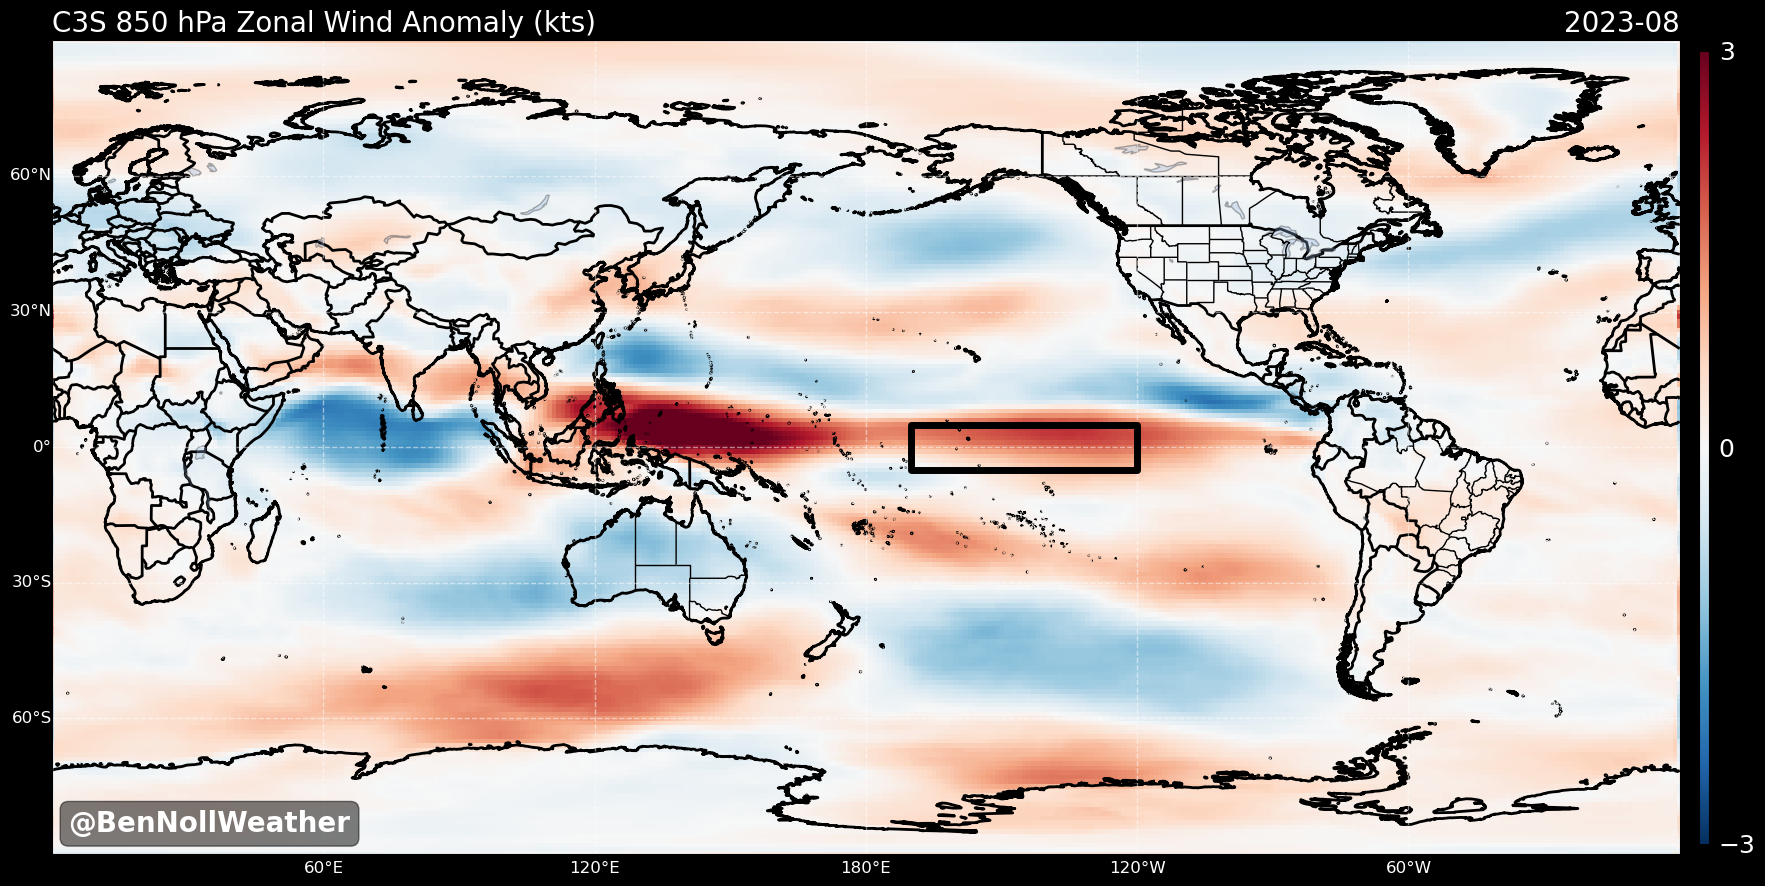 C3S 850 hPa Zonal Wind Anomaly (kts)
2023-08
3
60°N
30°N
0°
0
30°S
60°S
@BenNollWeather
−3
60°E
120°E
180°E
120°W
60°W